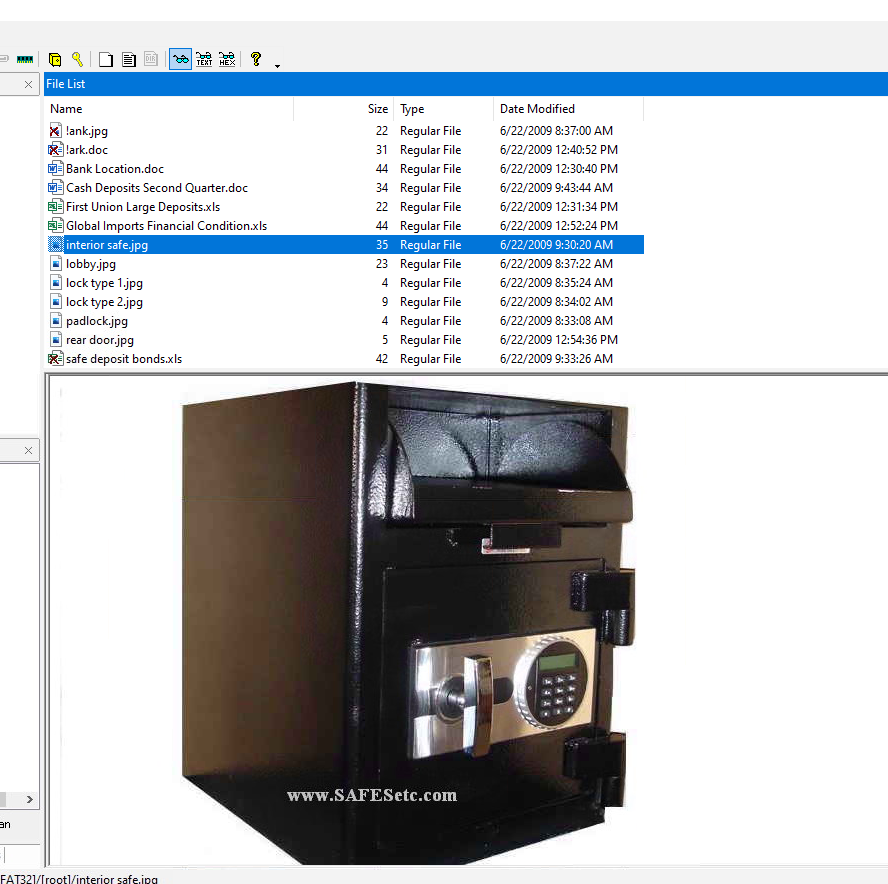 TEXT HEX
File List
Name Size Type Date Modified
!ank.jpg 22 Regular File 6/22/2009 8:37:00 AM
!ark.doc 31 Regular File 6/22/2009 12:40:52 PM
Bank Location.doc 44 Regular File 6/22/2009 12:30:40 PM
Cash Deposits Second Quarter.doc 34 Regular File 6/22/2009 9:43:44 AM
First Union Large Deposits.xls 22 Regular File 6/22/2009 12:31:34 PM
Global Imports Financial Condition.xls 44 Regular File 6/22/2009 12:52:24 PM
interior safe.jpg 35 Regular File 6/22/2009 9:30:20 AM
lobby.jpg 23 Regular File 6/22/2009 8:37:22 AM
lock type 1.jpg 4 Regular File 6/22/2009 8:35:24 AM
lock type 2.jpg 9 Regular File 6/22/2009 8:34:02 AM
padlock.jpg 4 Regular File 6/22/2009 8:33:08 AM
rear door.jpg 5 Regular File 6/22/2009 12:54:36 PM
safe deposit bonds.xls 42 Regular File 6/22/2009 9:33:26 AM
www.SAFESetc.com
an
FAT32]/[root]/interior safe.jpg